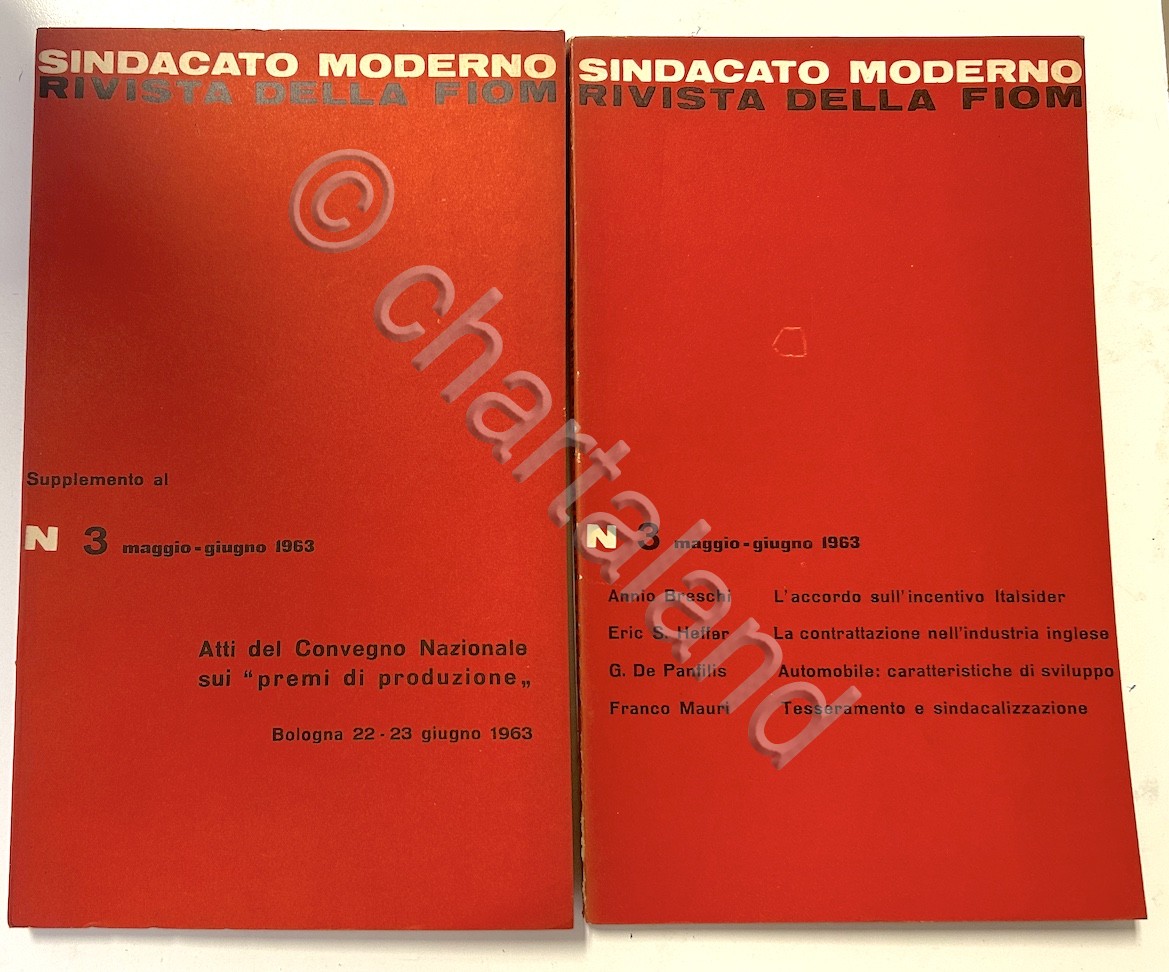 SINDACATO MODERNO
RIVISTA DELLA FIOM
Supplemento al
N 3 maggio-giugno 1963
Atti del Convegno Nazionale
sui “premi di produzione„
Bologna 22-23 giugno 1963
SINDACATO MODERNO
RIVISTA DELLA FIOM
N 3 maggio-giugno 1963
Annio Breschi L'accordo sull'incentivo Italsider
Eric S. Heffer La contrattazione nell'industria inglese
G. De Panfilis Automobile: caratteristiche di sviluppo
Franco Mauri Tesseramento e sindacalizzazione
© chartaland